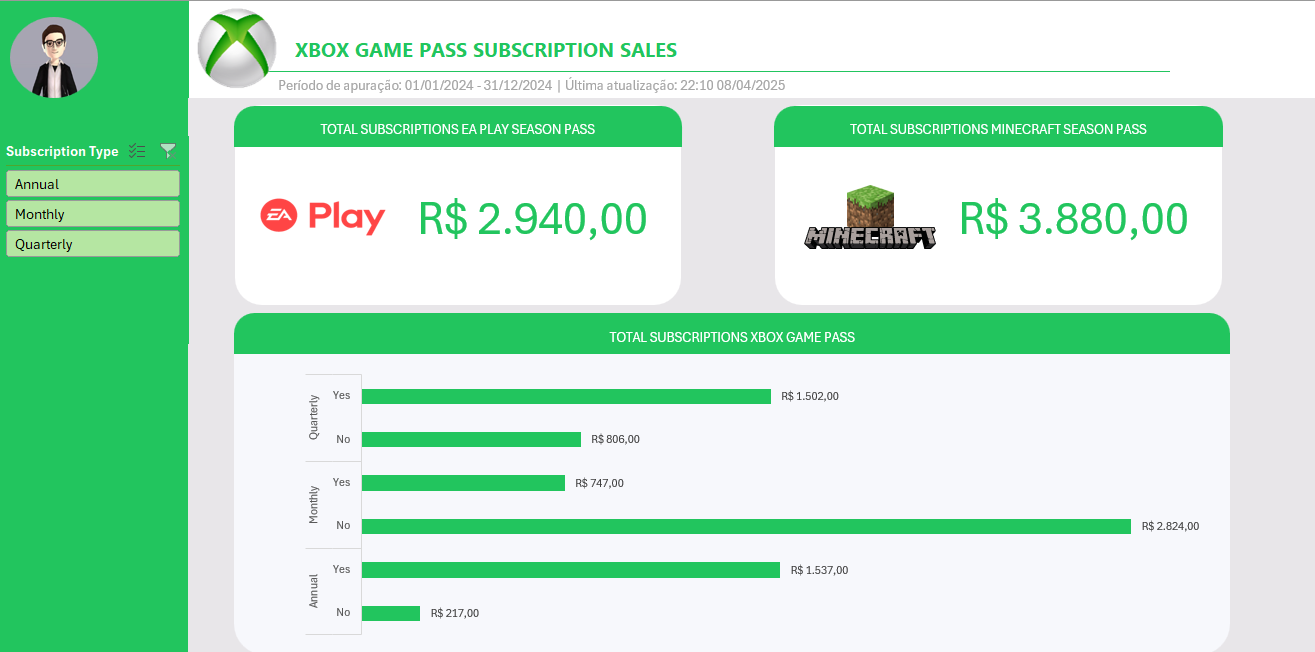 XBOX GAME PASS SUBSCRIPTION SALES
Período de apuração: 01/01/2024 - 31/12/2024 | Última atualização: 22:10 08/04/2025
Subscription Type
Annual
Monthly
Quarterly
TOTAL SUBSCRIPTIONS EA PLAY SEASON PASS
EA Play
R$ 2.940,00
TOTAL SUBSCRIPTIONS MINECRAFT SEASON PASS
MINECRAFT
R$ 3.880,00
TOTAL SUBSCRIPTIONS XBOX GAME PASS
Quarterly
Yes
R$ 1.502,00
No
R$ 806,00
Monthly
Yes
R$ 747,00
No
R$ 2.824,00
Annual
Yes
R$ 1.537,00
No
R$ 217,00